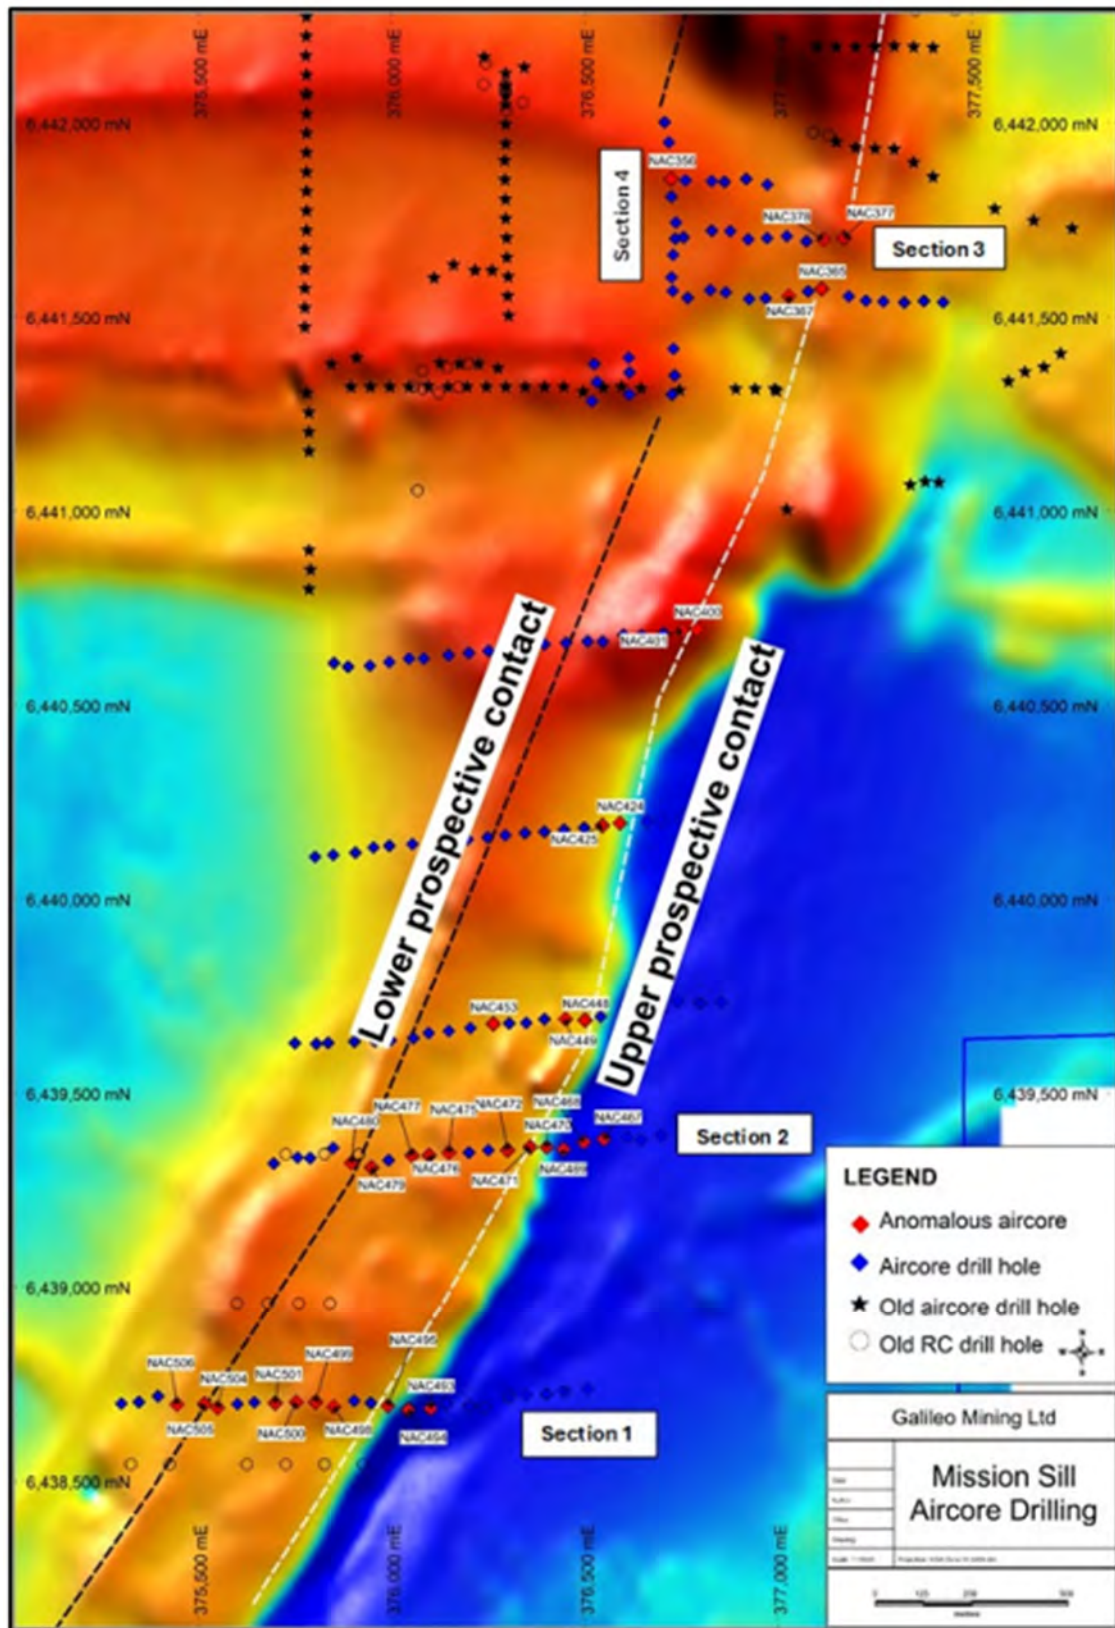 375,500 mE
376,000 mE
376,500 mE
377,500 mE
6,442,000 mN
6,442,000 mN
NAC356
Section 4
NAC378
NAC377
Section 3
NAC365
NAC367
6,441,500 mN
6,441,500 mN
6,441,000 mN
6,441,000 mN
NAC400
NAC401
Lower prospective contact
Upper prospective contact
6,440,500 mN
6,440,500 mN
NAC424
NAC425
6,440,000 mN
6,440,000 mN
NAC453
NAC448
NAC449
6,439,500 mN
6,439,500 mN
NAC480
NAC477
NAC475
NAC472
NAC468
NAC470
NAC467
NAC476
NAC469
NAC479
NAC471
Section 2
LEGEND
Anomalous aircore
Aircore drill hole
Old aircore drill hole
Old RC drill hole
6,439,000 mN
NAC506
NAC504
NAC501
NAC499
NAC495
NAC493
NAC505
NAC500
NAC498
NAC494
Section 1
6,438,500 mN
375,500 mE
376,000 mE
376,500 mE
377,000 mE
Galileo Mining Ltd
Mission Sill
Aircore Drilling
0 125 250 500
metres